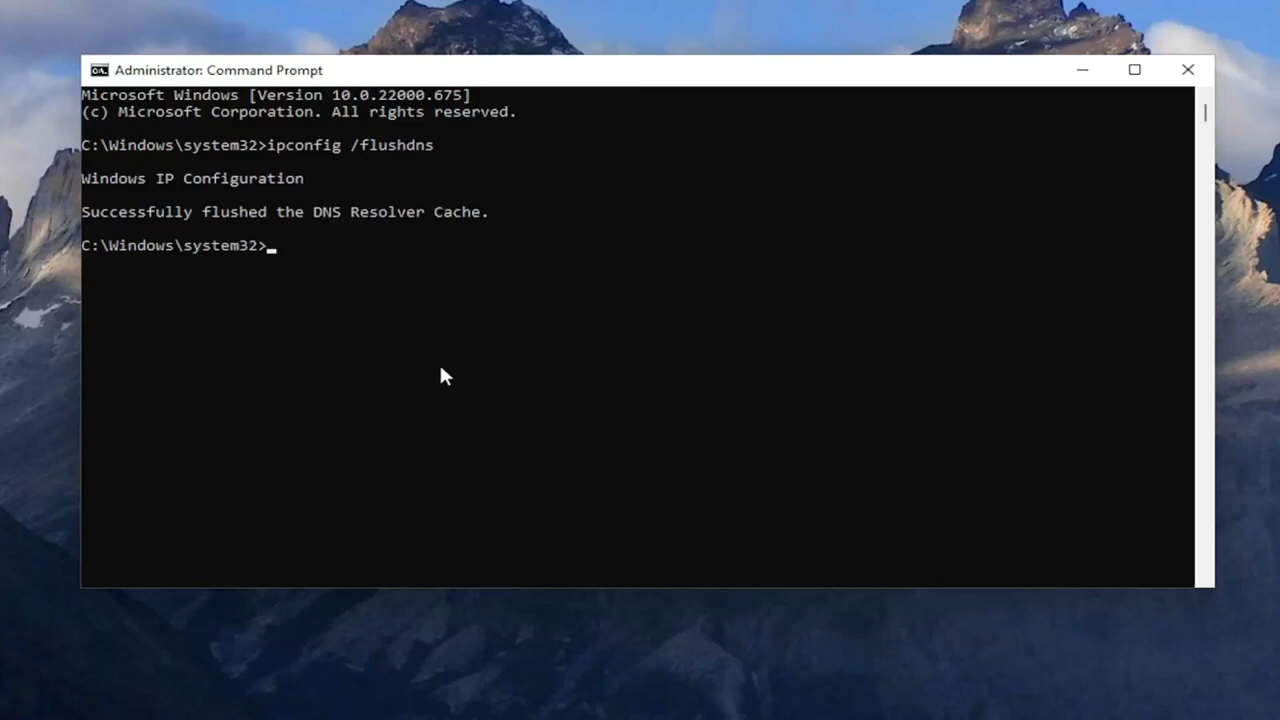 Administrator: Command Prompt
Microsoft Windows [Version 10.0.22000.675]
(c) Microsoft Corporation. All rights reserved.
C:\Windows\system32>ipconfig /flushdns
Windows IP Configuration
Successfully flushed the DNS Resolver Cache.
C:\Windows\system32>